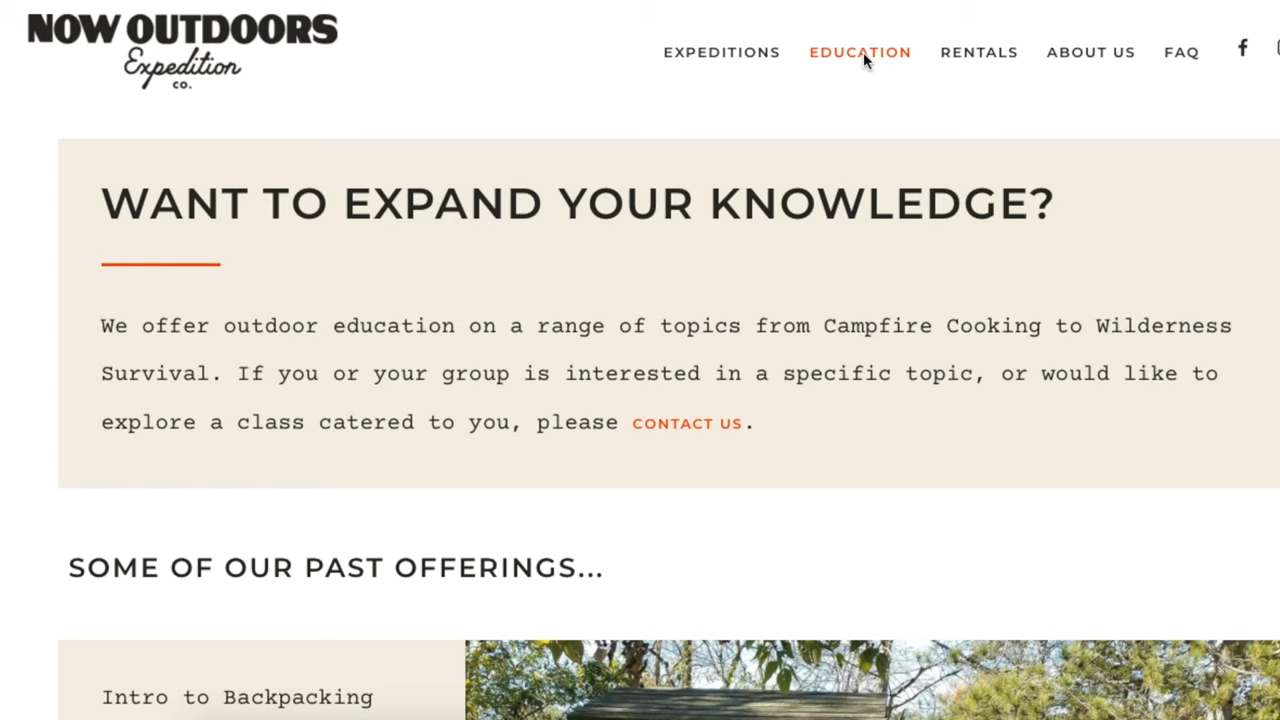 NOW OUTDOORS
Expedition
CO.
EXPEDITIONS EDUCATION RENTALS ABOUT US FAQ
WANT TO EXPAND YOUR KNOWLEDGE?
We offer outdoor education on a range of topics from Campfire Cooking to Wilderness
Survival. If you or your group is interested in a specific topic, or would like to
explore a class catered to you, please CONTACT US.
SOME OF OUR PAST OFFERINGS...
Intro to Backpacking